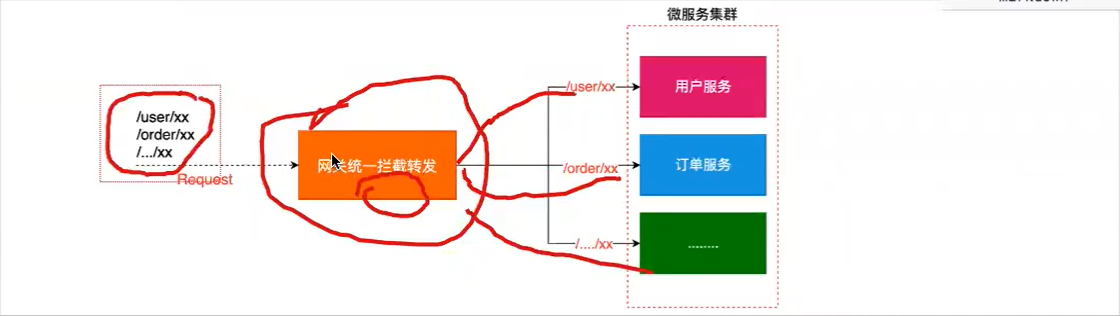 微服务集群
/user/xx
/order/xx
/.../xx
Request
网关统一拦截转发
/user/xx
用户服务
/order/xx
订单服务
/..../xx
........